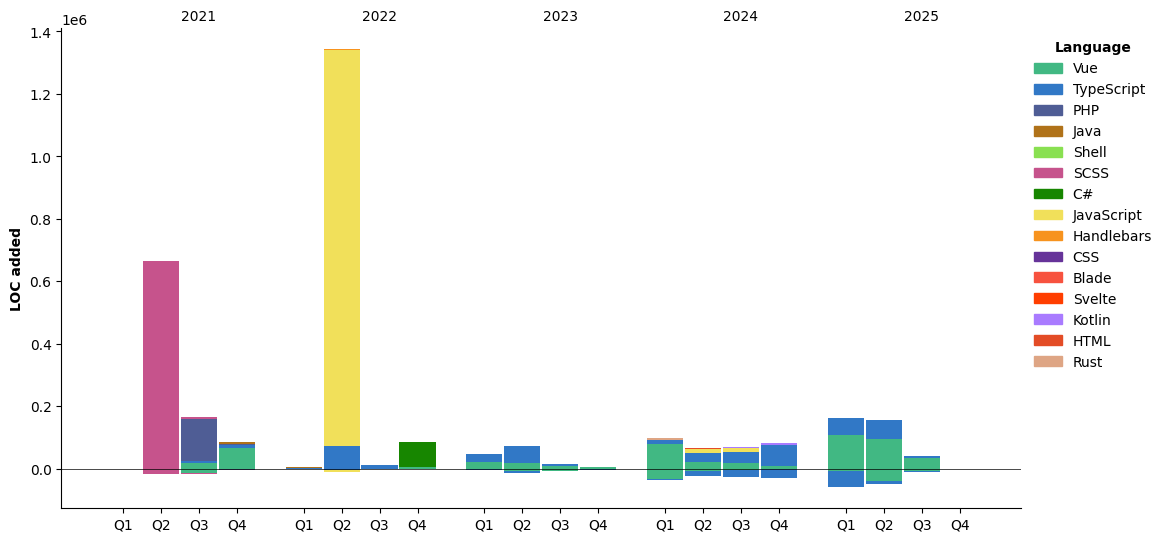 2021 2022 2023 2024 2025
1e6
1.4
1.2
1.0
0.8
0.6
0.4
0.2
0.0
LOC added
Q1 Q2 Q3 Q4 Q1 Q2 Q3 Q4 Q1 Q2 Q3 Q4 Q1 Q2 Q3 Q4 Q1 Q2 Q3 Q4
Language
Vue
TypeScript
PHP
Java
Shell
SCSS
C#
JavaScript
Handlebars
CSS
Blade
Svelte
Kotlin
HTML
Rust